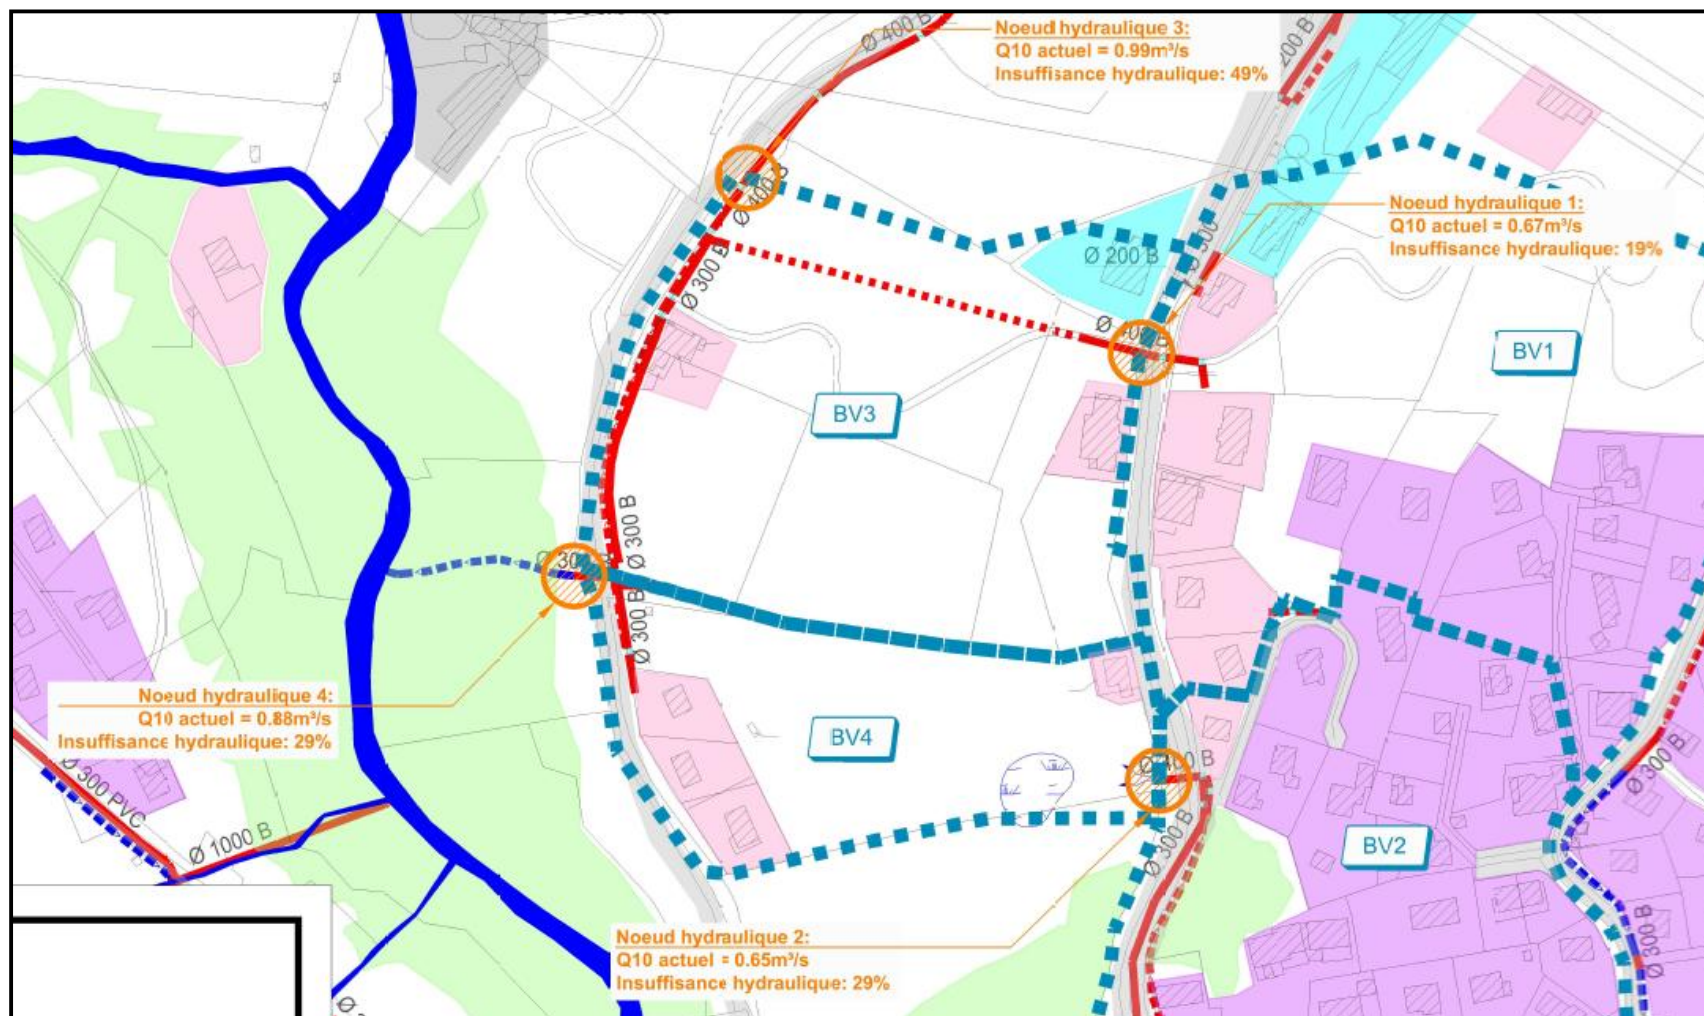 Ø 400 B
Noeud hydraulique 3:
Q10 actuel = 0.99m³/s
Insuffisance hydraulique: 49%
200 B
Ø 400 B
Noeud hydraulique 1:
Q10 actuel = 0.67m³/s
Insuffisance hydraulique: 19%
Ø 200 B
Ø 300 B
BV1
BV3
Ø 300 B
Ø 300 B
Noeud hydraulique 4:
Q10 actuel = 0.88m³/s
Insuffisance hydraulique: 29%
BV4
Ø 400 B
Ø 300 B
Ø 300 PVC
Ø 1000 B
Ø 300 B
BV2
Noeud hydraulique 2:
Q10 actuel = 0.65m³/s
Insuffisance hydraulique: 29%
Ø 300 B
Ø